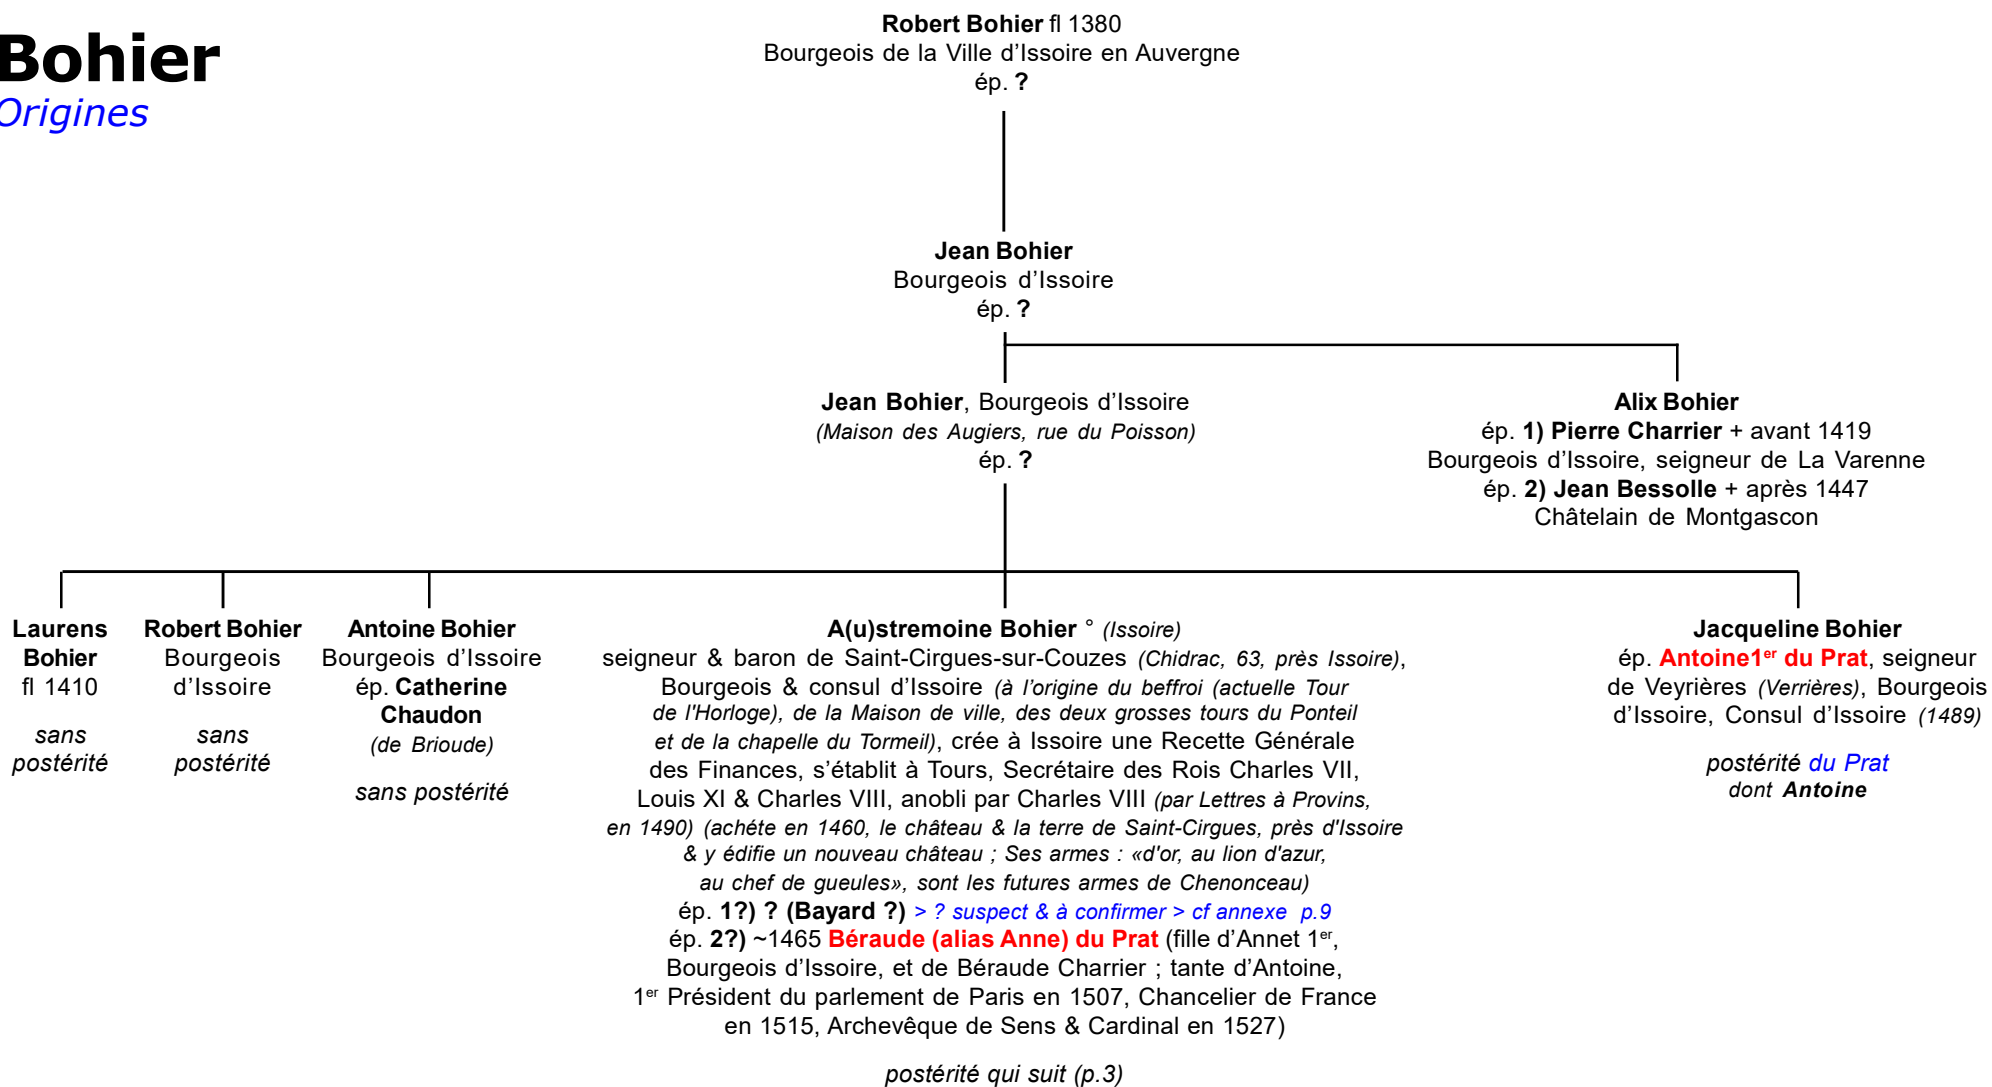 Bohier
Origines
Robert Bohier fl 1380
Bourgeois de la Ville d’Issoire en Auvergne
ép. ?
Jean Bohier
Bourgeois d’Issoire
ép. ?
Jean Bohier, Bourgeois d’Issoire
(Maison des Augiers, rue du Poisson)
ép. ?
Alix Bohier
ép. 1) Pierre Charrier + avant 1419
Bourgeois d’Issoire, seigneur de La Varenne
ép. 2) Jean Bessolle + après 1447
Châtelain de Montgascon
Laurens
Bohier
fl 1410
sans
postérité
Robert Bohier
Bourgeois
d’Issoire
sans
postérité
Antoine Bohier
Bourgeois d’Issoire
ép. Catherine
Chaudon
(de Brioude)
sans postérité
A(u)stremoine Bohier ° (Issoire)
seigneur & baron de Saint-Cirgues-sur-Couzes (Chidrac, 63, près Issoire),
Bourgeois & consul d’Issoire (à l’origine du beffroi (actuelle Tour
de l'Horloge), de la Maison de ville, des deux grosses tours du Ponteil
et de la chapelle du Tormeil), crée à Issoire une Recette Générale
des Finances, s’établit à Tours, Secrétaire des Rois Charles VII,
Louis XI & Charles VIII, anobli par Charles VIII (par Lettres à Provins,
en 1490) (achéte en 1460, le château & la terre de Saint-Cirgues, près d'Issoire
& y édifie un nouveau château ; Ses armes : «d'or, au lion d'azur,
au chef de gueules», sont les futures armes de Chenonceau)
ép. 1?) ? (Bayard ?) > ? suspect & à confirmer > cf annexe p.9
ép. 2?) ~1465 Béraude (alias Anne) du Prat (fille d’Annet 1er,
Bourgeois d’Issoire, et de Béraude Charrier ; tante d’Antoine,
1er Président du parlement de Paris en 1507, Chancelier de France
en 1515, Archevêque de Sens & Cardinal en 1527)
postérité qui suit (p.3)
Jacqueline Bohier
ép. Antoine1er du Prat, seigneur
de Veyrières (Verrières), Bourgeois
d’Issoire, Consul d’Issoire (1489)
postérité du Prat
dont Antoine